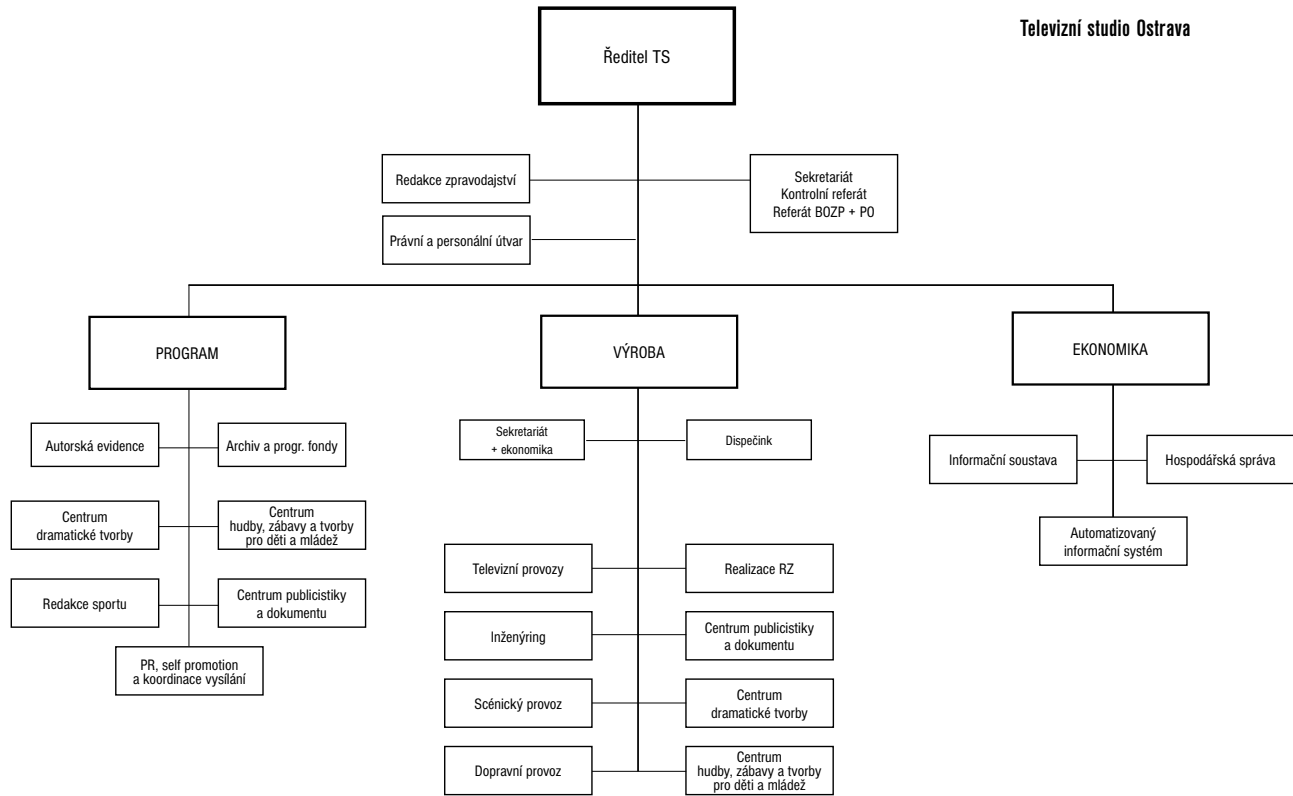 Televizní studio Ostrava
Ředitel TS
Redakce zpravodajství
Sekretariát
Kontrolní referát
Referát BOZP + PO
Právní a personální útvar
PROGRAM
VÝROBA
EKONOMIKA
Autorská evidence
Archiv a progr. fondy
Centrum
dramatické tvorby
Centrum
hudby, zábavy a tvorby
pro děti a mládež
Redakce sportu
Centrum publicistiky
a dokumentu
PR, self promotion
a koordinace vysílání
Sekretariát
+ ekonomika
Dispečink
Televizní provozy
Realizace RZ
Inženýring
Centrum publicistiky
a dokumentu
Scénický provoz
Centrum
dramatické tvorby
Dopravní provoz
Centrum
hudby, zábavy a tvorby
pro děti a mládež
Informační soustava
Hospodářská správa
Automatizovaný
informační systém